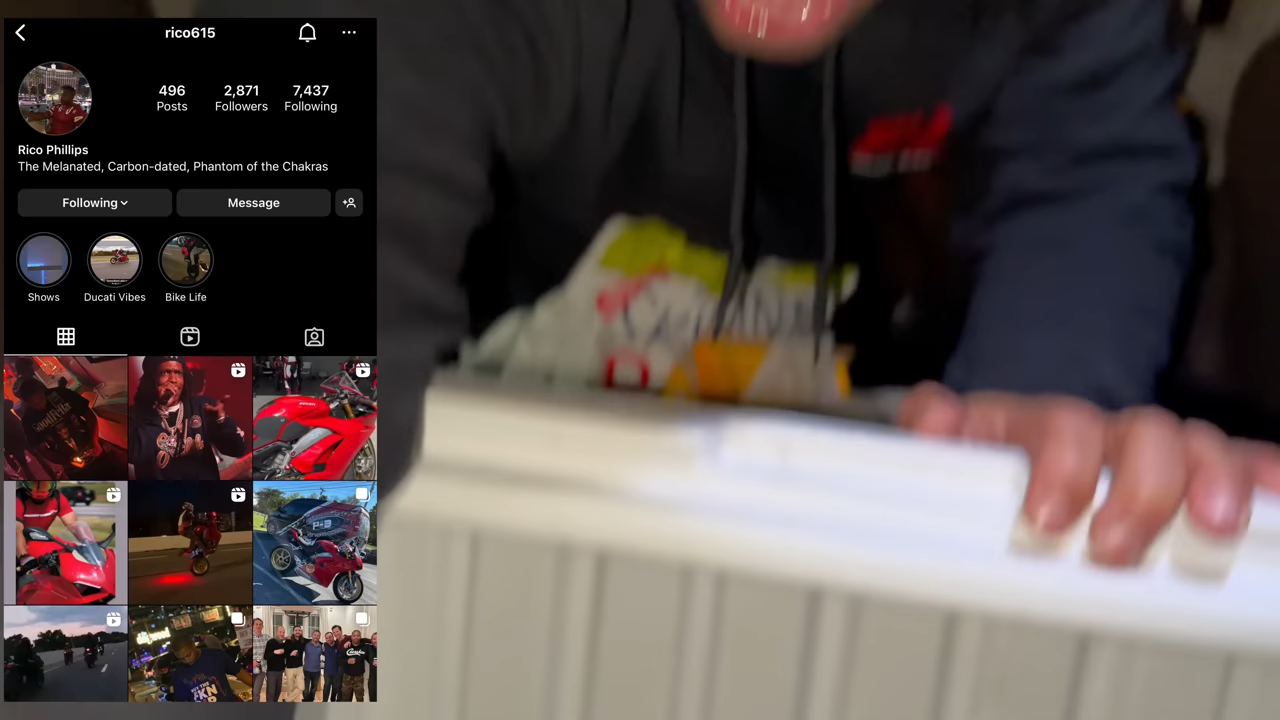 rico615
496
2,871
7,437
Posts
Followers
Following
Rico Phillips
The Melanated, Carbon-dated, Phantom of the Chakras
Following
Message
Shows
Ducati Vibes
Bike Life